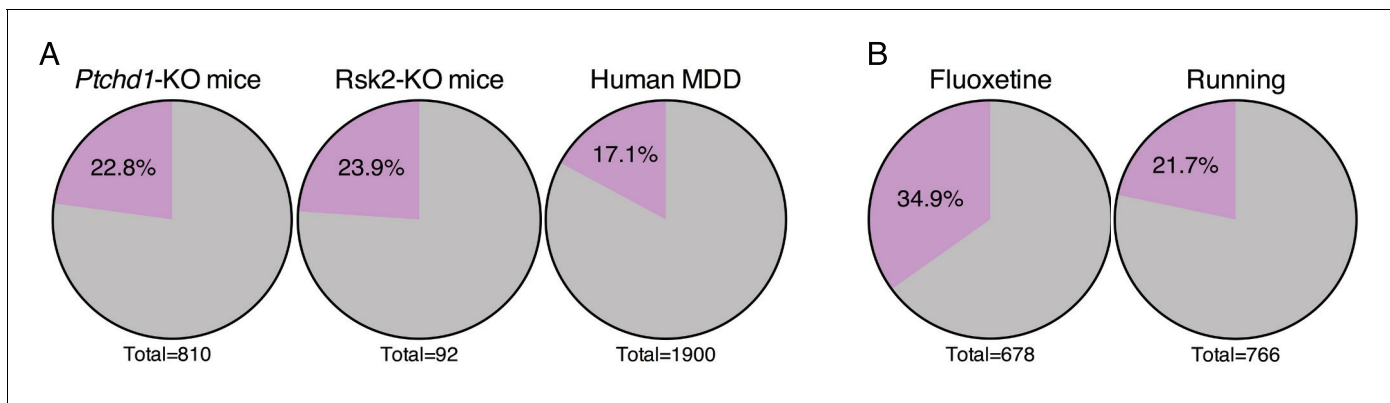 A
B
Ptchd1-KO mice
Rsk2-KO mice
Human MDD
Fluoxetine
Running
22.8%
23.9%
17.1%
34.9%
21.7%
Total=810
Total=92
Total=1900
Total=678
Total=766